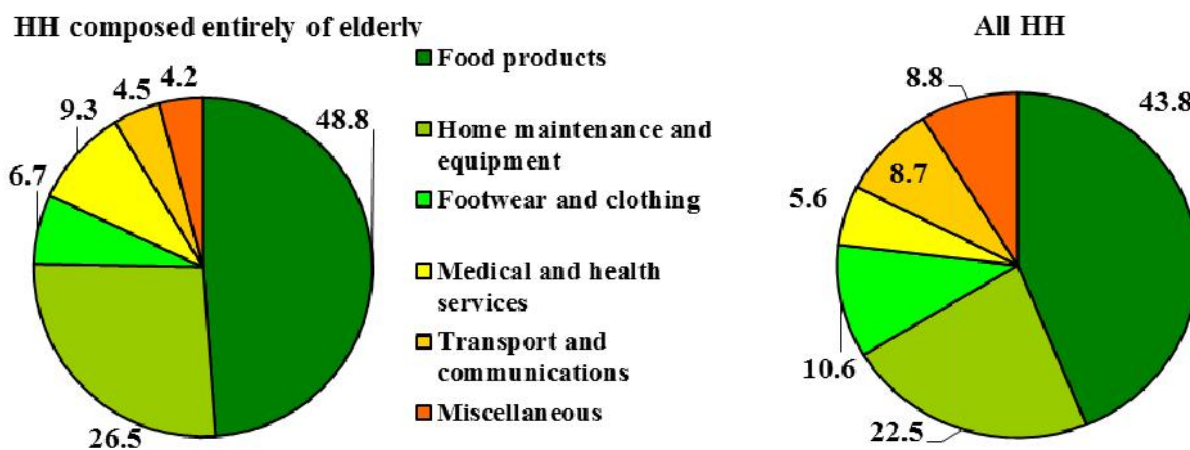 HH composed entirely of elderly
4.2
4.5
9.3
6.7
48.8
26.5
Food products
Home maintenance and
equipment
Footwear and clothing
Medical and health
services
Transport and
communications
Miscellaneous
All HH
8.8
43.8
8.7
5.6
10.6
22.5